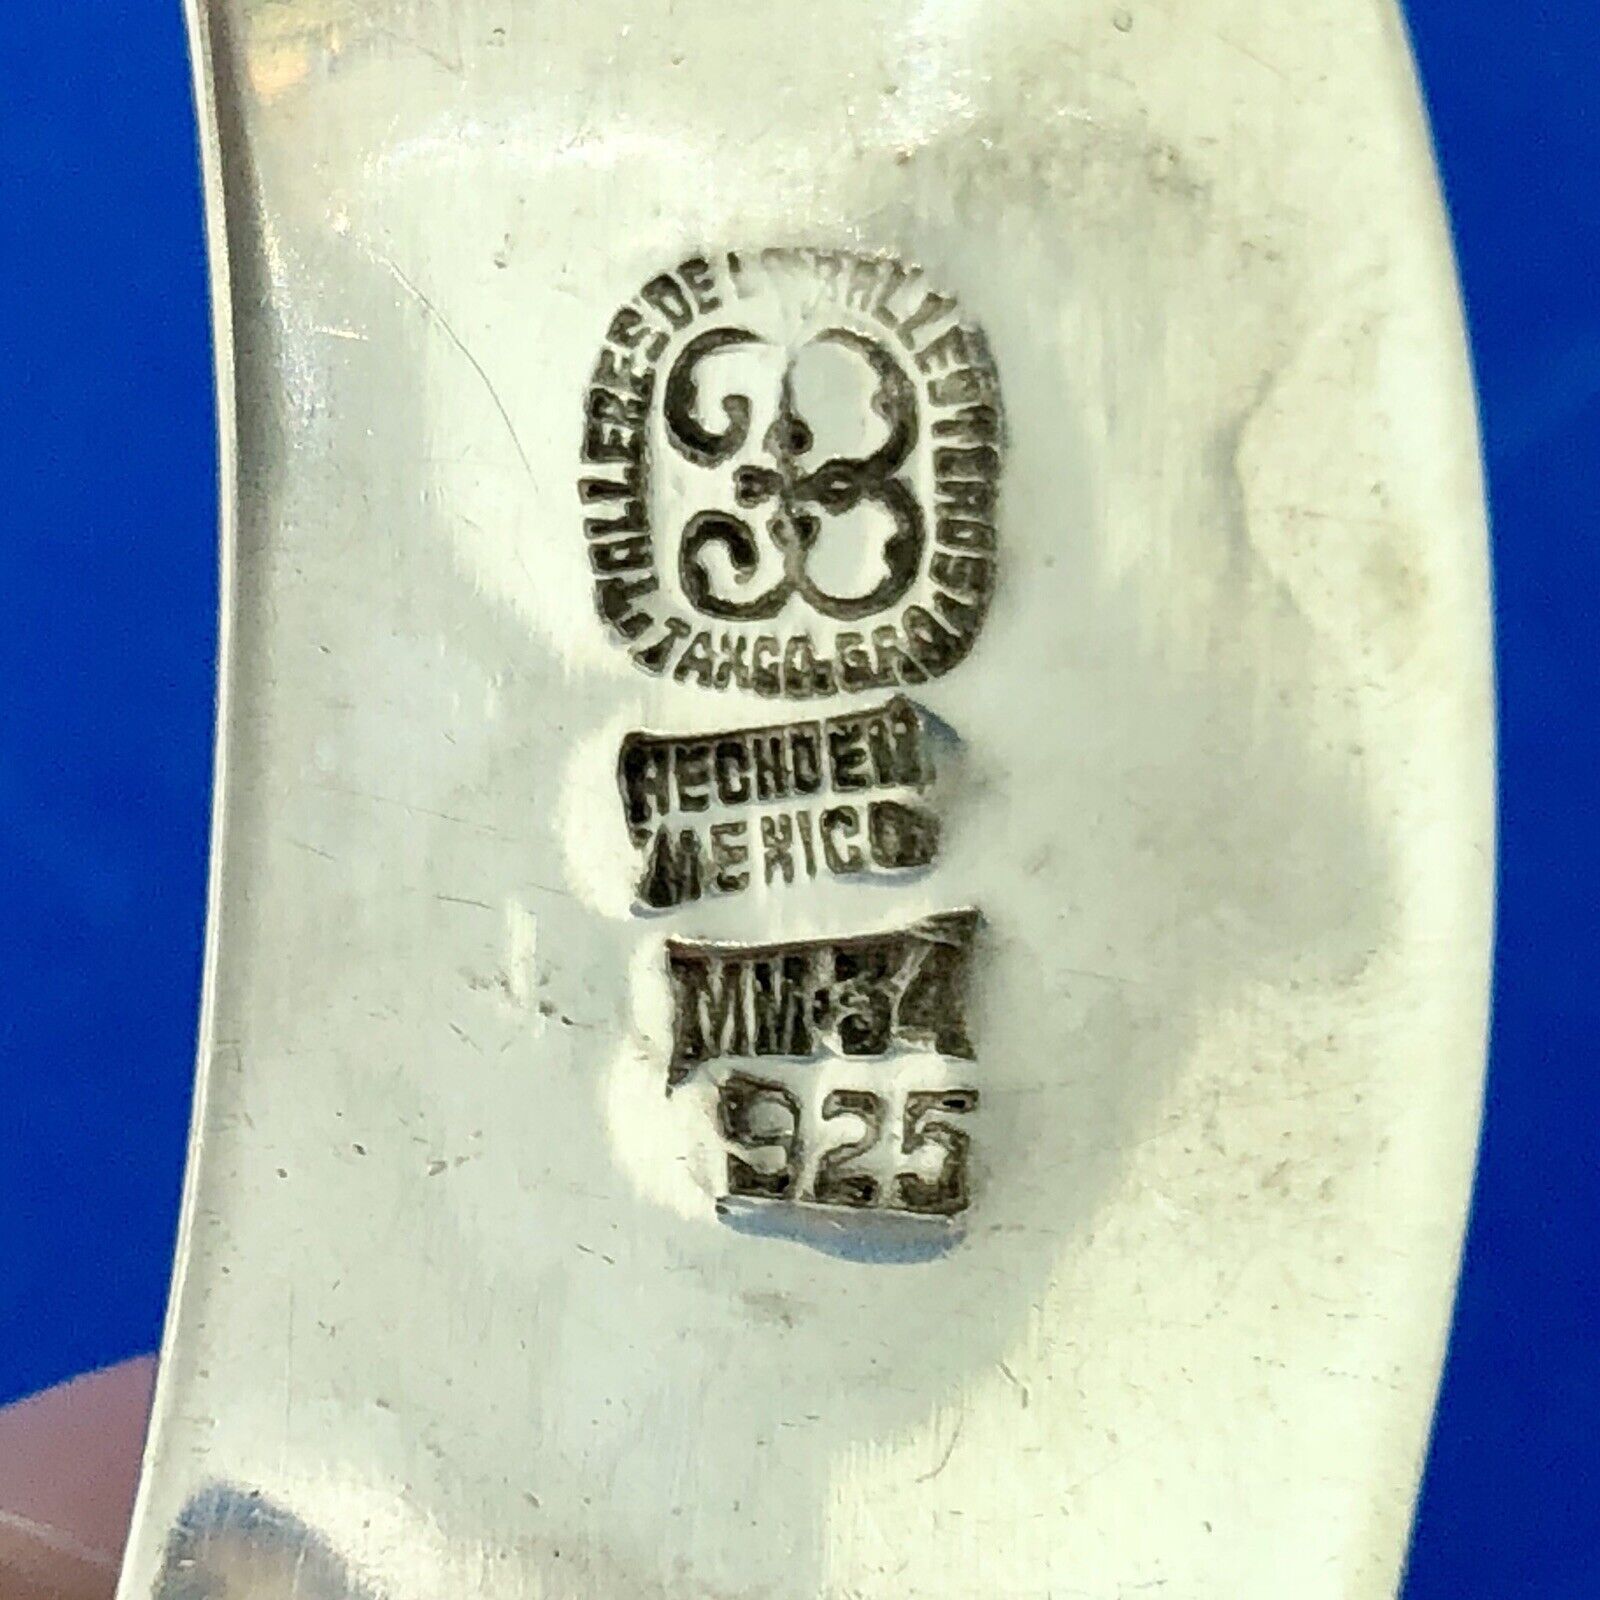 TALLERES DE LOS BALLESTEROS, TAXCO, GRO.
HECHO EN
MEXICO
925